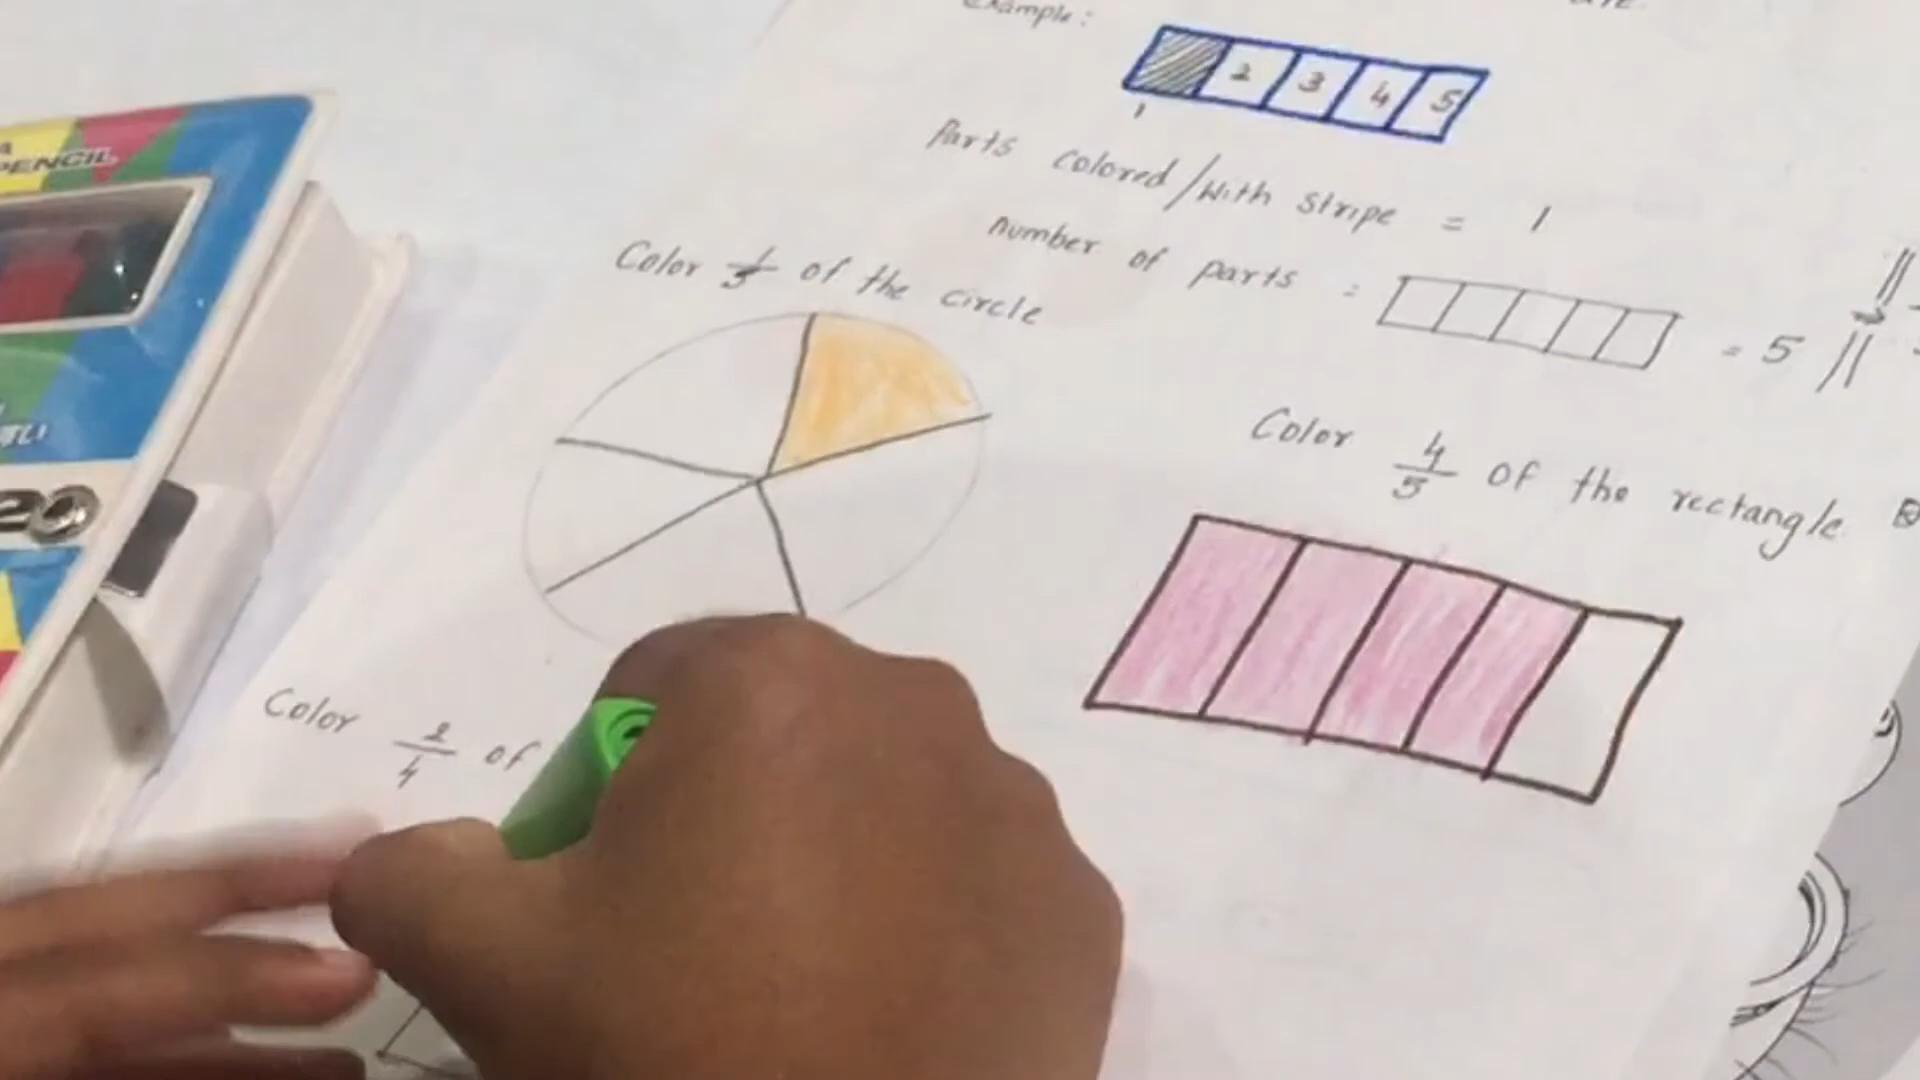 Example:
2 3 4 5
1
Parts colored/with stripe = 1
number of parts = = 5 //
Color 1/5 of the circle
Color 4/5 of the rectangle
Color 2/4 of
PENCIL
20